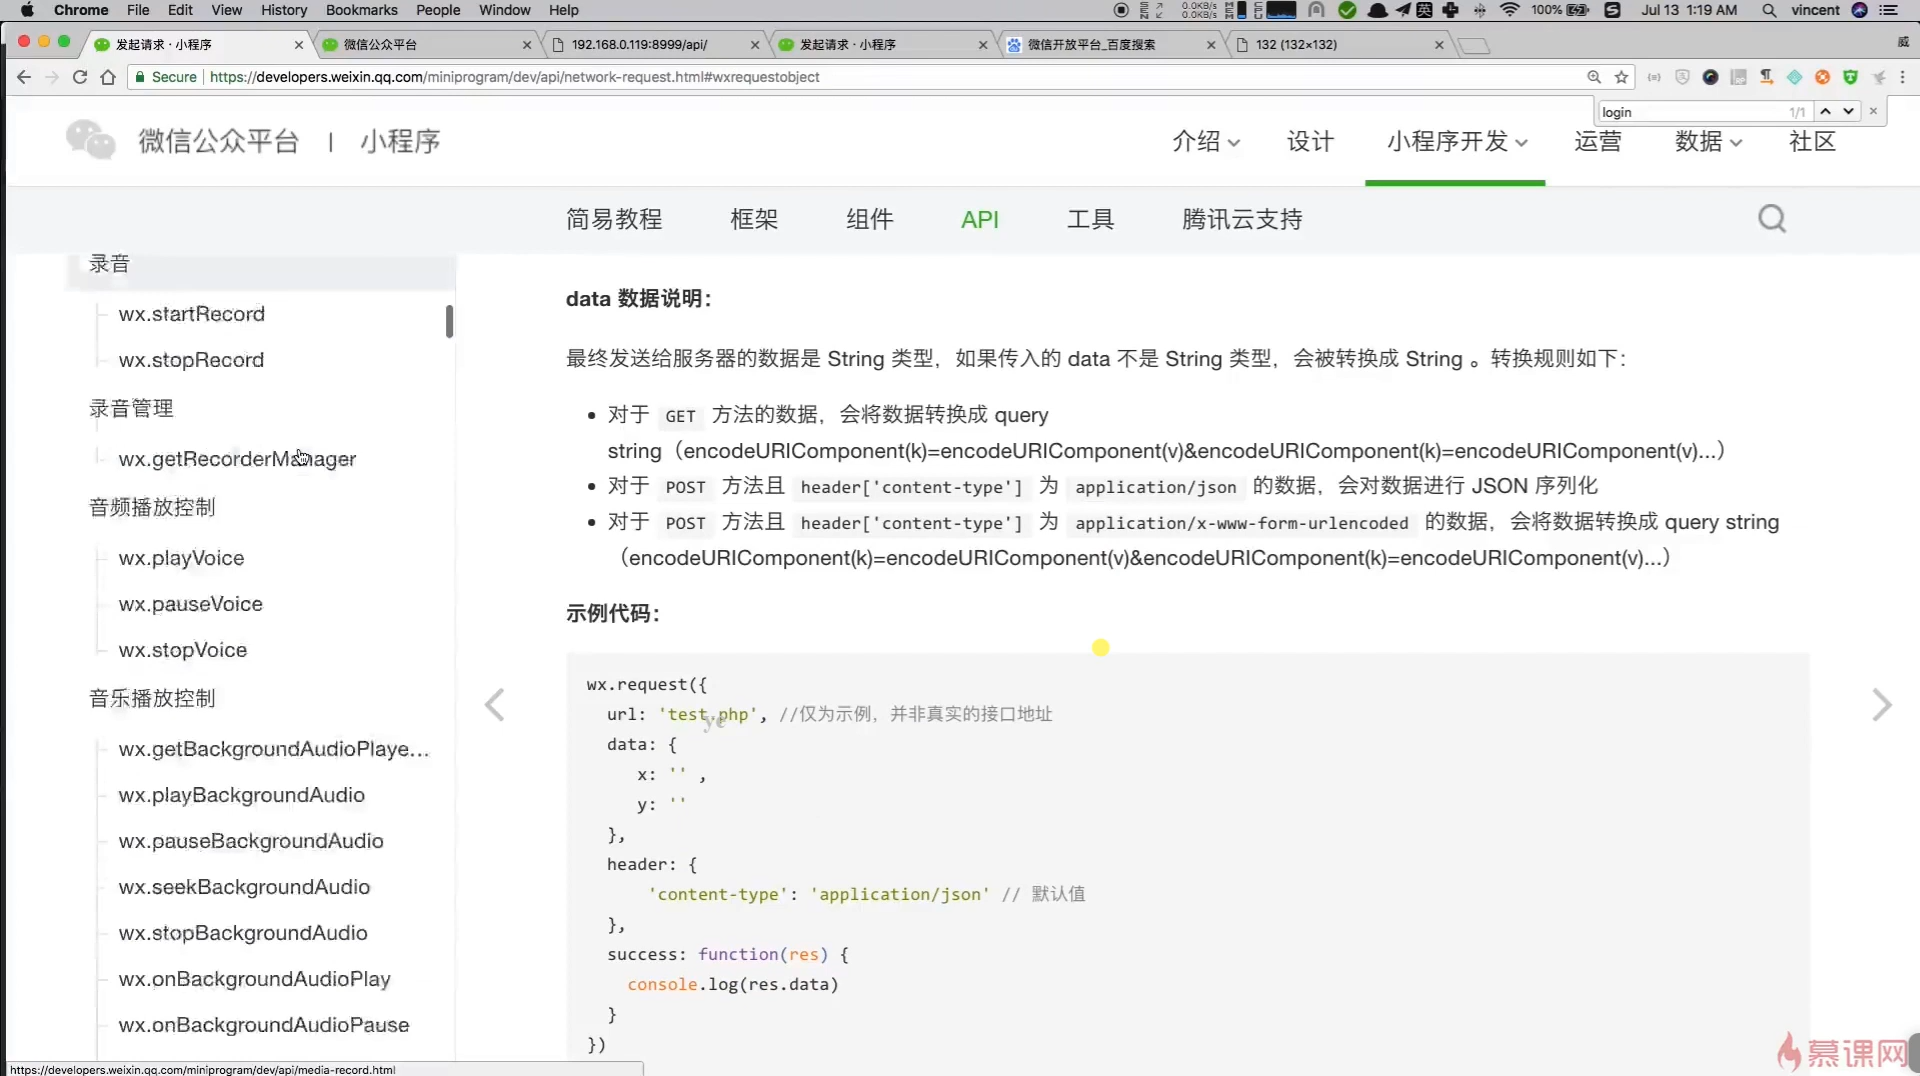 Chrome File Edit View History Bookmarks People Window Help
0.0KB/s
0.0KB/s
100% Jul 13 1:19 AM vincent
发起请求 · 小程序
微信公众平台
192.168.0.119:8999/api/
发起请求 · 小程序
微信开放平台_百度搜索
132 (132×132)
Secure | https://developers.weixin.qq.com/miniprogram/dev/api/network-request.html#wxrequestobject
login 1/1
微信公众平台 | 小程序
介绍 设计 小程序开发 运营 数据 社区
简易教程 框架 组件 API 工具 腾讯云支持
录音
wx.startRecord
wx.stopRecord
录音管理
wx.getRecorderManager
音频播放控制
wx.playVoice
wx.pauseVoice
wx.stopVoice
音乐播放控制
wx.getBackgroundAudioPlaye...
wx.playBackgroundAudio
wx.pauseBackgroundAudio
wx.seekBackgroundAudio
wx.stopBackgroundAudio
wx.onBackgroundAudioPlay
wx.onBackgroundAudioPause
data 数据说明：
最终发送给服务器的数据是 String 类型，如果传入的 data 不是 String 类型，会被转换成 String 。转换规则如下：
• 对于 GET 方法的数据，会将数据转换成 query
string（encodeURIComponent(k)=encodeURIComponent(v)&encodeURIComponent(k)=encodeURIComponent(v)...）
• 对于 POST 方法且 header['content-type'] 为 application/json 的数据，会对数据进行 JSON 序列化
• 对于 POST 方法且 header['content-type'] 为 application/x-www-form-urlencoded 的数据，会将数据转换成 query string
（encodeURIComponent(k)=encodeURIComponent(v)&encodeURIComponent(k)=encodeURIComponent(v)...）
示例代码：
wx.request({
url: 'test.php', //仅为示例，并非真实的接口地址
data: {
x: '' ,
y: ''
},
header: {
'content-type': 'application/json' // 默认值
},
success: function(res) {
console.log(res.data)
}
})
https://developers.weixin.qq.com/miniprogram/dev/api/media-record.html
慕课网